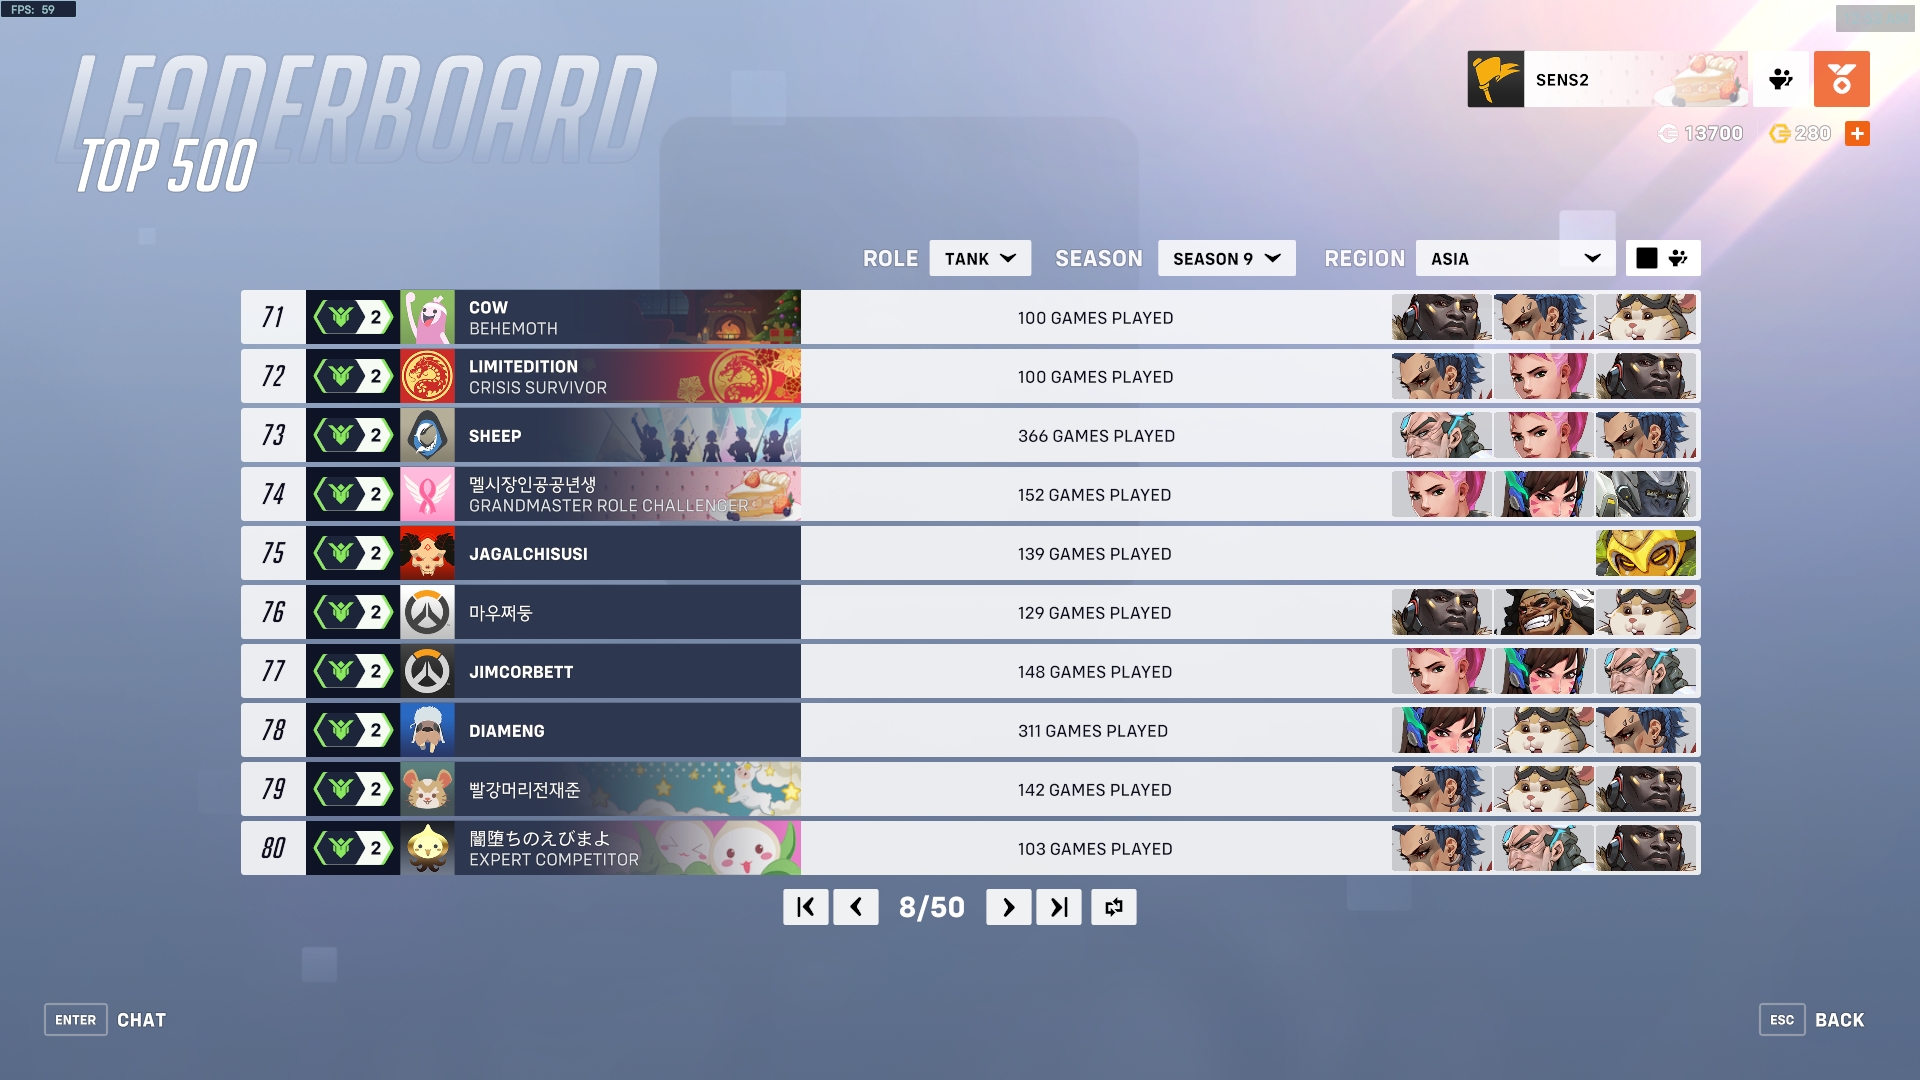 FPS: 59
LEADERBOARD
TOP 500
SENS2
13700
280
ROLE TANK SEASON SEASON 9 REGION ASIA
71 2 COW 100 GAMES PLAYED
BEHEMOTH
72 2 LIMITEDITION 100 GAMES PLAYED
CRISIS SURVIVOR
73 2 SHEEP 366 GAMES PLAYED
74 2 멜시장인공공년생 152 GAMES PLAYED
GRANDMASTER ROLE CHALLENGER
75 2 JAGALCHISUSI 139 GAMES PLAYED
76 2 마우쪄둥 129 GAMES PLAYED
77 2 JIMCORBETT 148 GAMES PLAYED
78 2 DIAMENG 311 GAMES PLAYED
79 2 빨강머리전재준 142 GAMES PLAYED
80 2 闇堕ちのえびまよ 103 GAMES PLAYED
EXPERT COMPETITOR
8/50
ENTER CHAT
ESC BACK